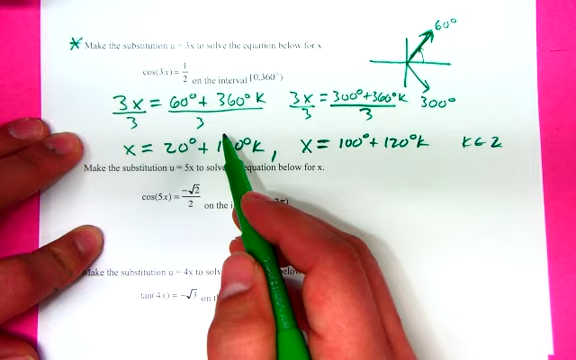 * Make the substitution u = 3x to solve the equation below for x
60°
cos(3x) = 1/2 on the interval [0,360°)
3x/3 = 60° + 360°k/3 3x/3 = 300° + 360°k/3
300°
x = 20° + 0°k, x = 100° + 120°k k ∈ Z
Make the substitution u = 5x to solve equation below for x.
cos(5x) = -√2/2 on the
Make the substitution u = 4x to
tan(4x) = -√3 on